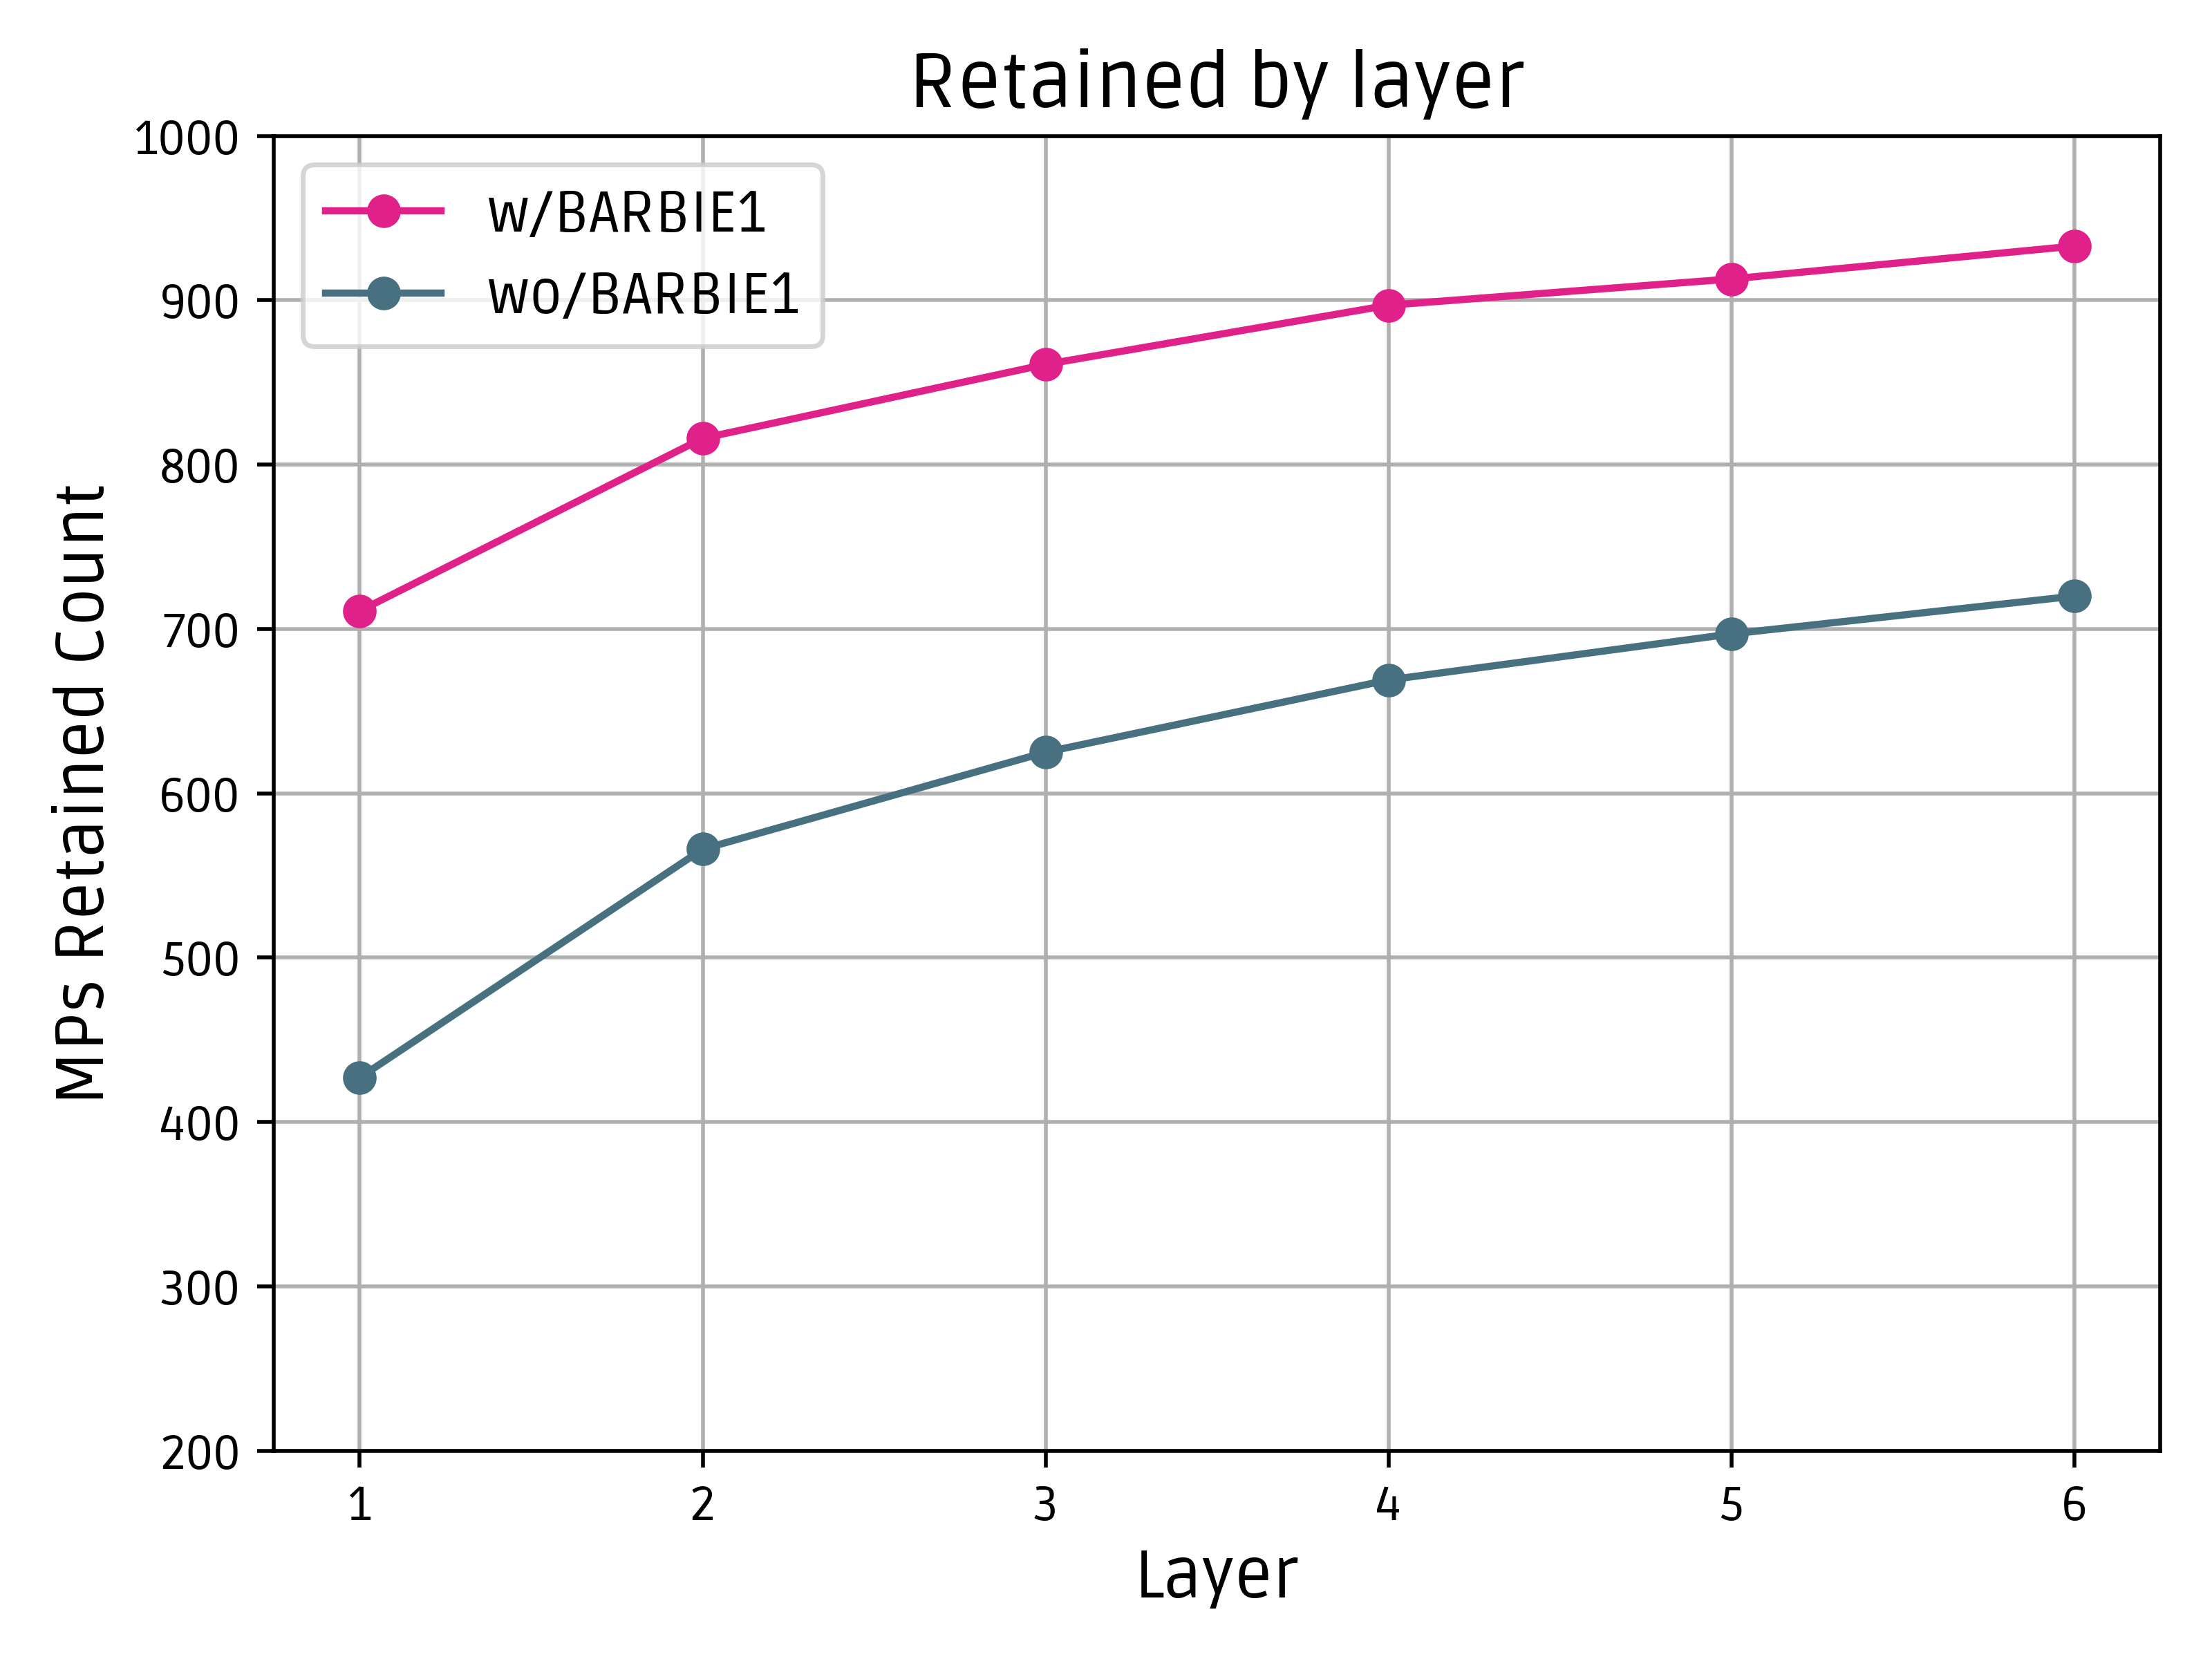 Retained by layer
1000
900
800
700
600
500
400
300
200
MPs Retained Count
w/BARBIE1
wo/BARBIE1
1 2 3 4 5 6
Layer